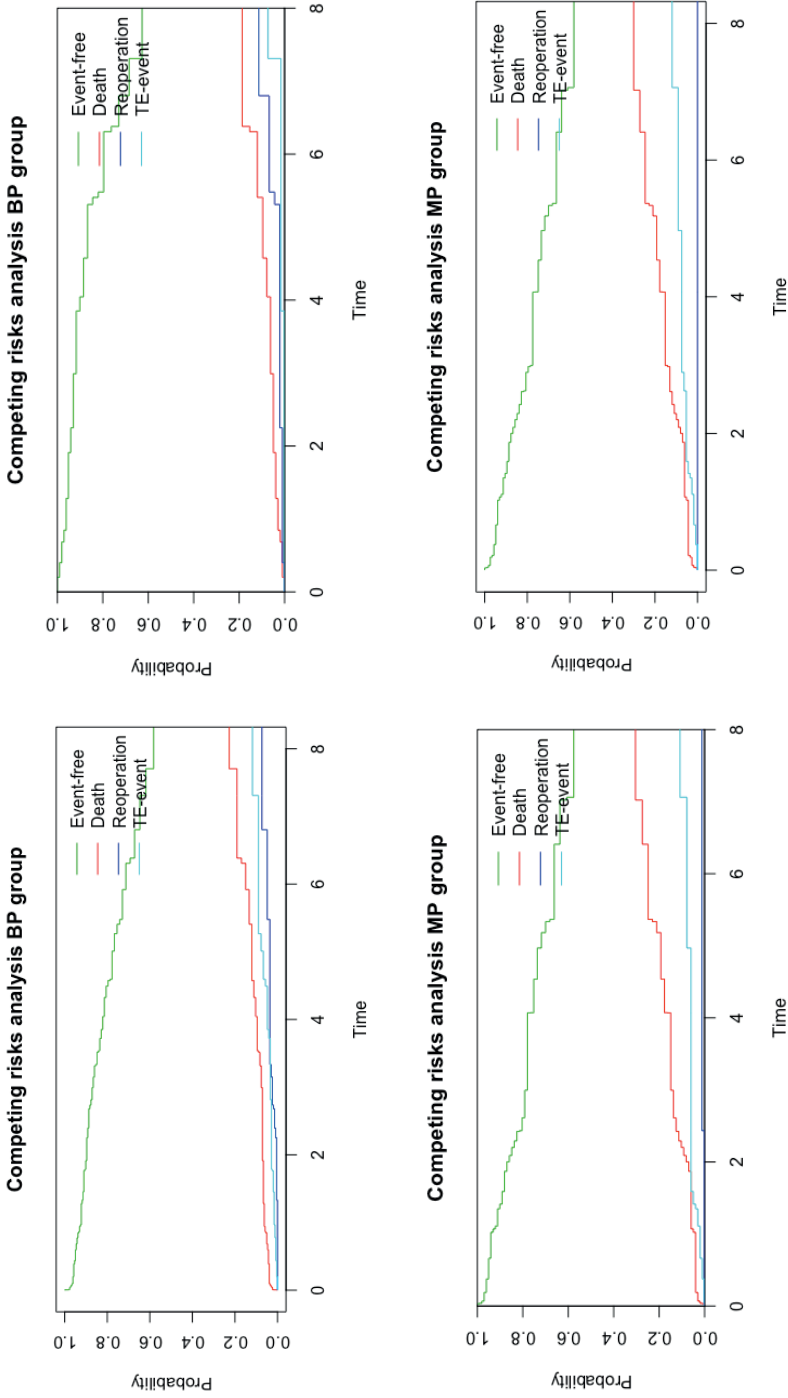 Competing risks analysis BP group
Probability
1.0
0.8
0.6
0.4
0.2
0.0
Event-free
Death
Reoperation
TE-event
0 2 4 6 8
Time
Competing risks analysis BP group
Probability
1.0
0.8
0.6
0.4
0.2
0.0
Event-free
Death
Reoperation
TE-event
0 2 4 6 8
Time
Competing risks analysis MP group
Probability
1.0
0.8
0.6
0.4
0.2
0.0
Event-free
Death
Reoperation
TE-event
0 2 4 6 8
Time
Competing risks analysis MP group
Probability
1.0
0.8
0.6
0.4
0.2
0.0
Event-free
Death
Reoperation
TE-event
0 2 4 6 8
Time